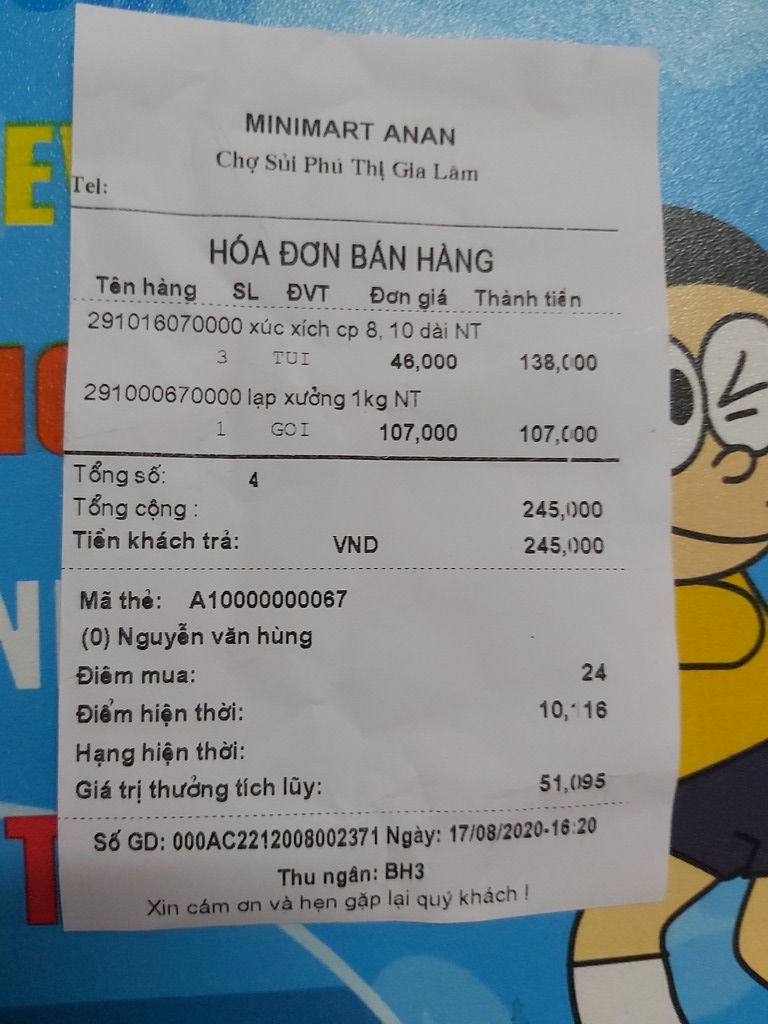 MINIMART ANAN
Chợ Sủi Phú Thị Gia Lâm
Tel:
HÓA ĐƠN BÁN HÀNG
Tên hàng SL ĐVT Đơn giá Thành tiền
291016070000 xúc xích cp 8, 10 dài NT
3 TUI 46,000 138,000
291000670000 lạp xưởng 1kg NT
1 GOI 107,000 107,000
Tổng số: 4
Tổng cộng : 245,000
Tiền khách trả: VND 245,000
Mã thẻ: A10000000067
(0) Nguyễn văn hùng
Điểm mua: 24
Điểm hiện thời:
Hạng hiện thời:
Giá trị thưởng tích lũy: 51,095
Số GD: 000AC2212008002371 Ngày: 17/08/2020-16:20
Thu ngân: BH3
Xin cám ơn và hẹn gặp lại quý khách !